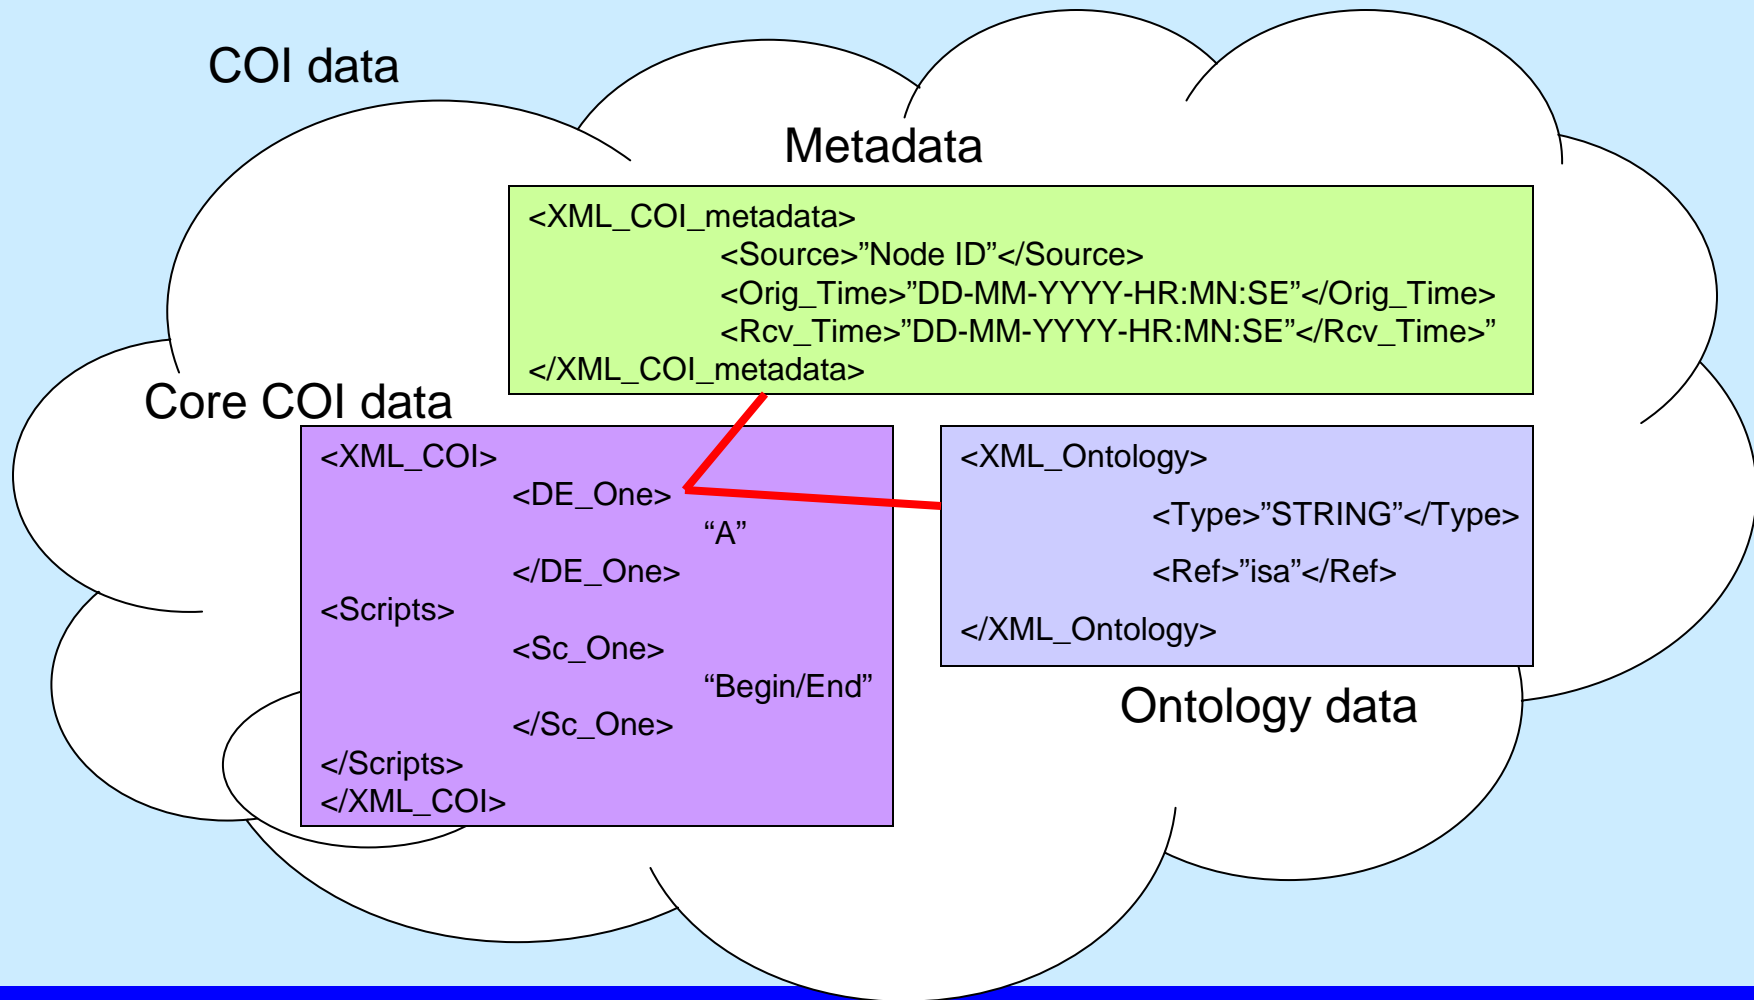 COI data
Metadata
<XML_COI_metadata>
<Source>”Node ID”</Source>
<Orig_Time>”DD-MM-YYYY-HR:MN:SE”</Orig_Time>
<Rcv_Time>”DD-MM-YYYY-HR:MN:SE”</Rcv_Time>”
</XML_COI_metadata>
Core COI data
<XML_COI>
<DE_One>
“A”
</DE_One>
<Scripts>
<Sc_One>
“Begin/End”
</Sc_One>
</Scripts>
</XML_COI>
<XML_Ontology>
<Type>”STRING”</Type>
<Ref>”isa”</Ref>
</XML_Ontology>
Ontology data